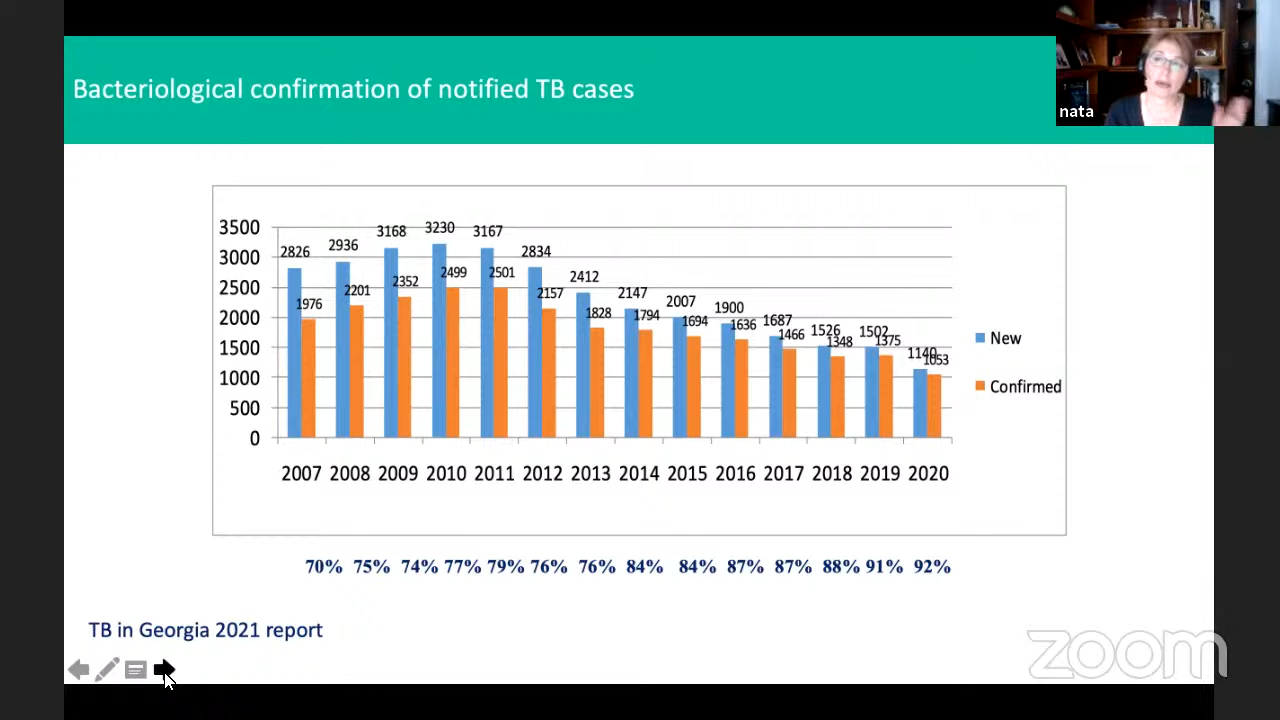 Bacteriological confirmation of notified TB cases
nata
3500
3000
2500
2000
1500
1000
500
0
2826 2936 3168 3230 3167 2834 2412 2147 2007 1900 1687 1526 1502 1140
1976 2201 2352 2499 2501 2157 1828 1794 1694 1636 1466 1348 1375 1053
New
Confirmed
2007 2008 2009 2010 2011 2012 2013 2014 2015 2016 2017 2018 2019 2020
70% 75% 74% 77% 79% 76% 76% 84% 84% 87% 87% 88% 91% 92%
TB in Georgia 2021 report
zoom